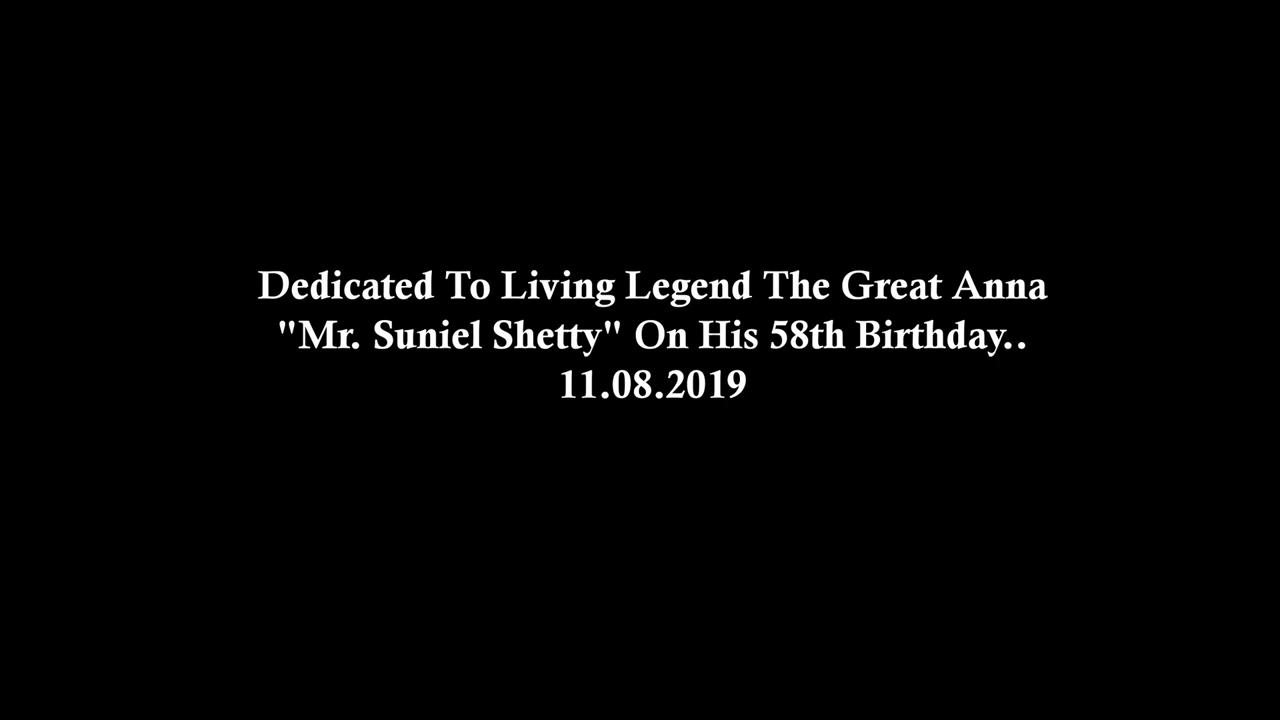 Dedicated To Living Legend The Great Anna
"Mr. Suniel Shetty" On His 58th Birthday..
11.08.2019